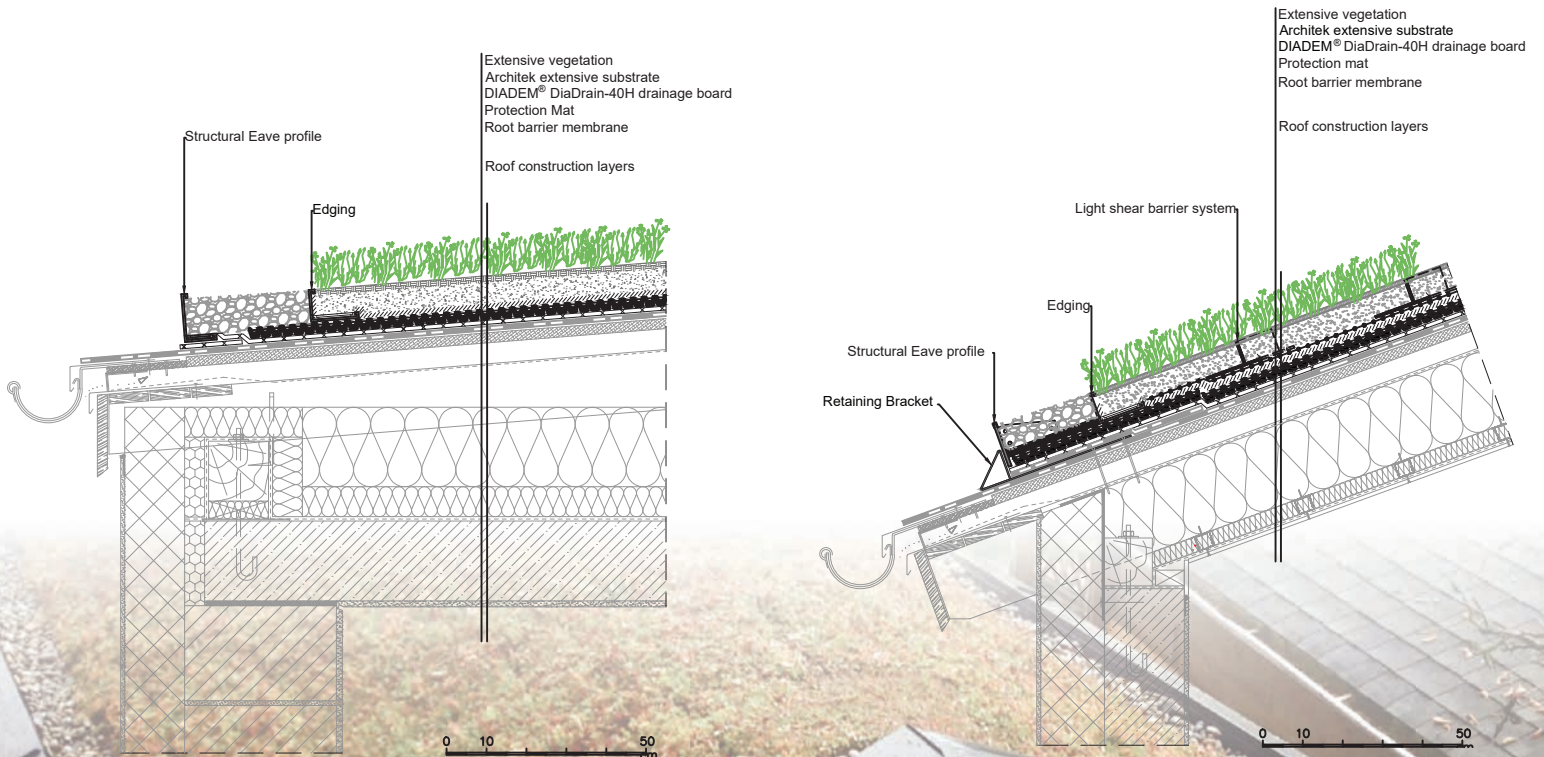 Extensive vegetation
Architek extensive substrate
DIADEM® DiaDrain-40H drainage board
Protection Mat
Root barrier membrane
Roof construction layers
Structural Eave profile
Edging
0 10 50
cm
Extensive vegetation
Architek extensive substrate
DIADEM® DiaDrain-40H drainage board
Protection mat
Root barrier membrane
Roof construction layers
Light shear barrier system
Edging
Structural Eave profile
Retaining Bracket
0 10 50
cm